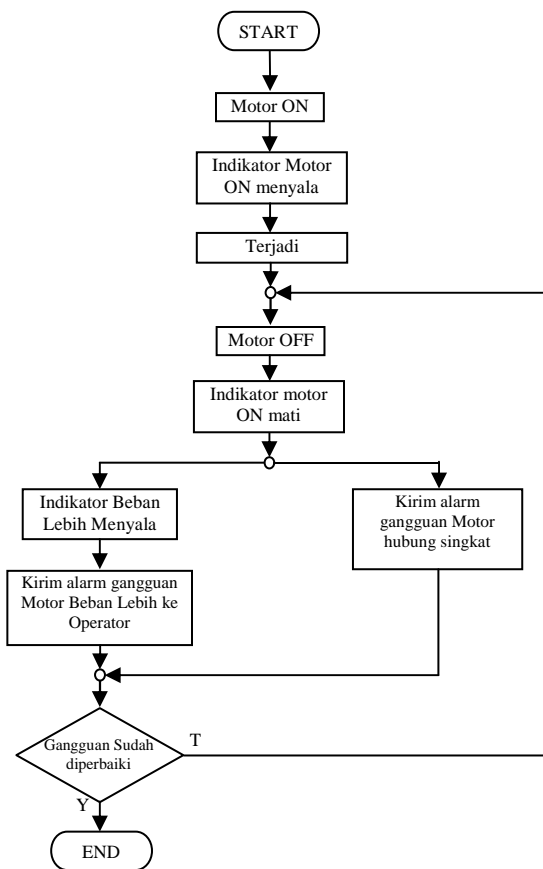 START
Motor ON
Indikator Motor
ON menyala
Terjadi
Motor OFF
Indikator motor
ON mati
Indikator Beban
Lebih Menyala
Kirim alarm
gangguan Motor
hubung singkat
Kirim alarm gangguan
Motor Beban Lebih ke
Operator
Gangguan Sudah
diperbaiki
T
Y
END